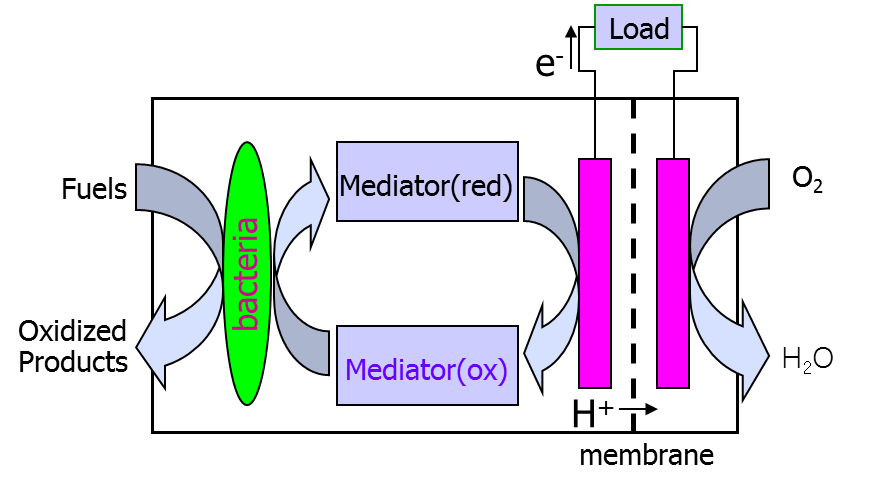 Load
e⁻
Fuels
Mediator(red)
O₂
bacteria
Oxidized
Products
Mediator(ox)
H₂O
H⁺
membrane